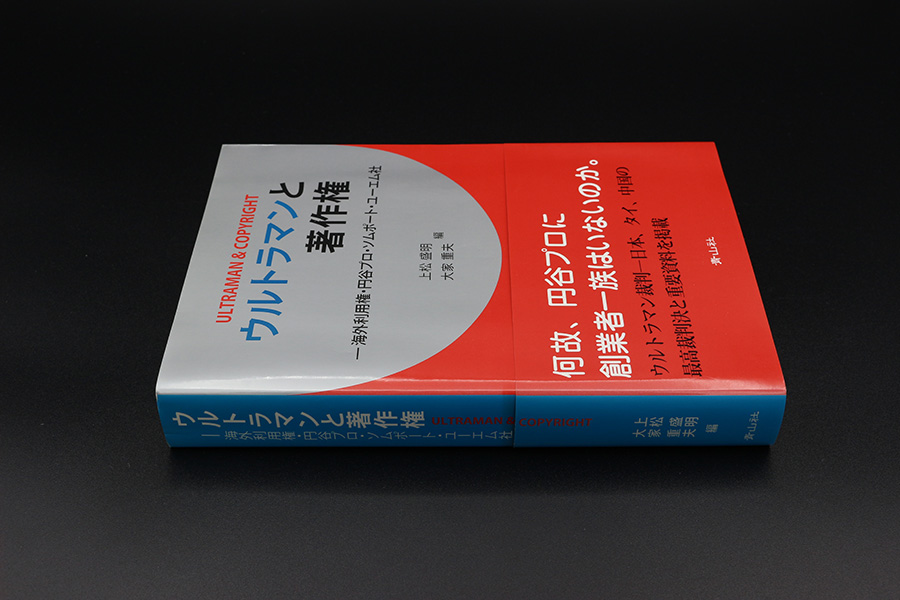 ULTRAMAN & COPYRIGHT
ウルトラマンと
著作権
―海外利用権・円谷プロ・ソムポート・ユーエム社
上松 盛明
大家 重夫
編
何故、円谷プロに
創業者一族はいないのか。
ウルトラマン裁判―日本、タイ、中国の
最高裁判決と重要資料を掲載
青山社
ウルトラマンと著作権 ULTRAMAN & COPYRIGHT
―海外利用権・円谷プロ・ソムポート・ユーエム社
上松 盛明
大家 重夫
編
青山社